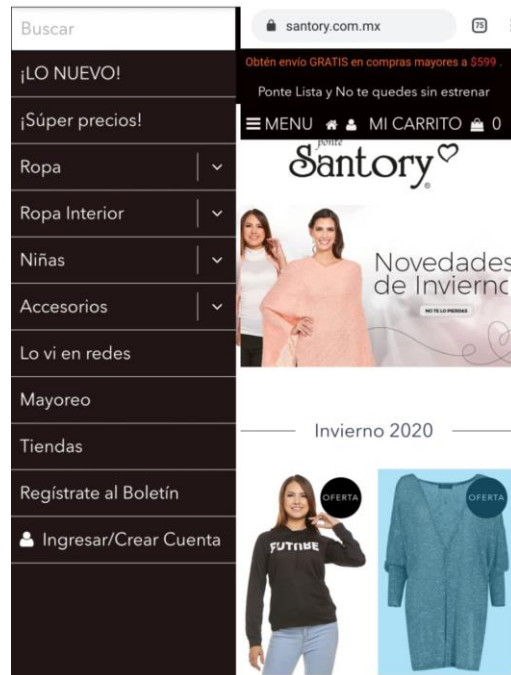 Buscar
¡LO NUEVO!
¡Súper precios!
Ropa
Ropa Interior
Niñas
Accesorios
Lo vi en redes
Mayoreo
Tiendas
Regístrate al Boletín
Ingresar/Crear Cuenta
santory.com.mx
75
Obtén envío GRATIS en compras mayores a $599 .
Ponte Lista y No te quedes sin estrenar
MENU MI CARRITO 0
ponte
Santory
Novedades
de Invierno
NO TE LO PIERDAS
Invierno 2020
OFERTA
OFERTA
FUTURE